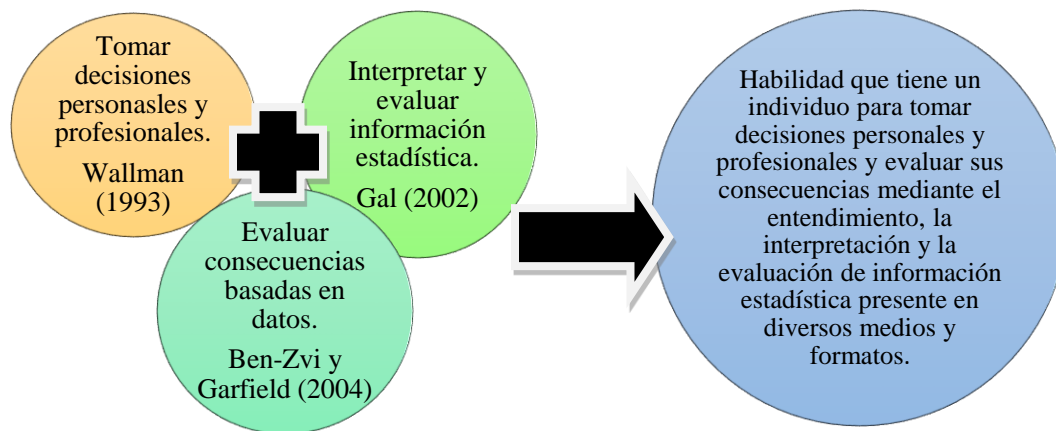 Tomar
decisiones
personasles y
profesionales.
Wallman
(1993)
Interpretar y
evaluar
información
estadística.
Gal (2002)
Evaluar
consecuencias
basadas en
datos.
Ben-Zvi y
Garfield (2004)
Habilidad que tiene un
individuo para tomar
decisiones personales y
profesionales y evaluar sus
consecuencias mediante el
entendimiento, la
interpretación y la
evaluación de información
estadística presente en
diversos medios y
formatos.